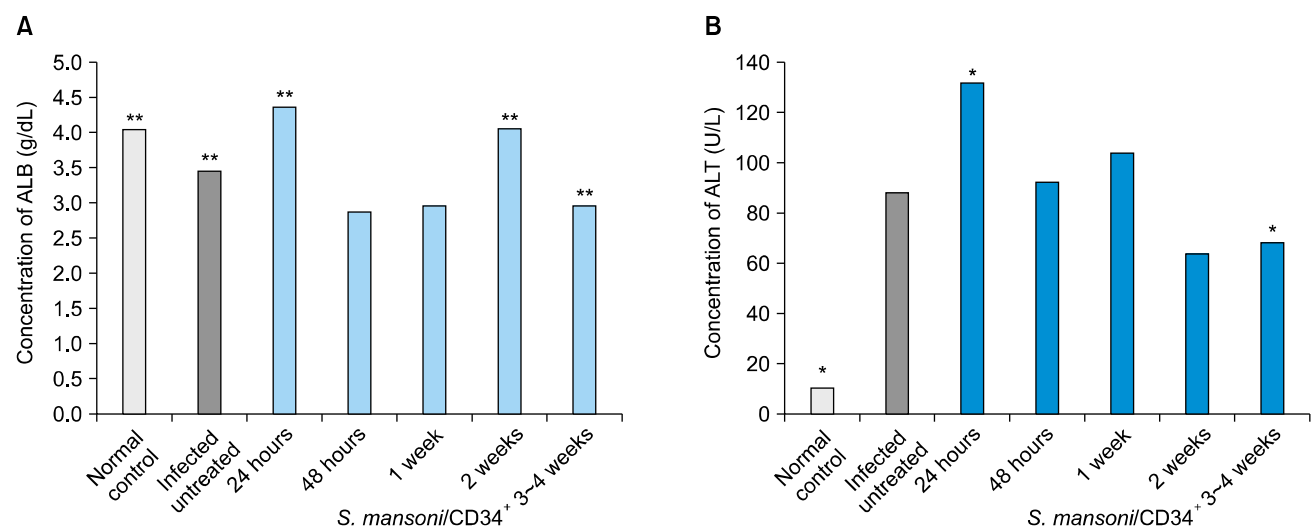 A
Concentration of ALB (g/dL)
5.0
4.5
4.0
3.5
3.0
2.5
2.0
1.5
1.0
0.5
0.0
**
**
**
**
**
Normal
control
Infected
untreated
24 hours
48 hours
1 week
2 weeks
3~4 weeks
S. mansoni/CD34⁺
B
Concentration of ALT (U/L)
140
120
100
80
60
40
20
0
*
*
*
Normal
control
Infected
untreated
24 hours
48 hours
1 week
2 weeks
3~4 weeks
S. mansoni/CD34⁺